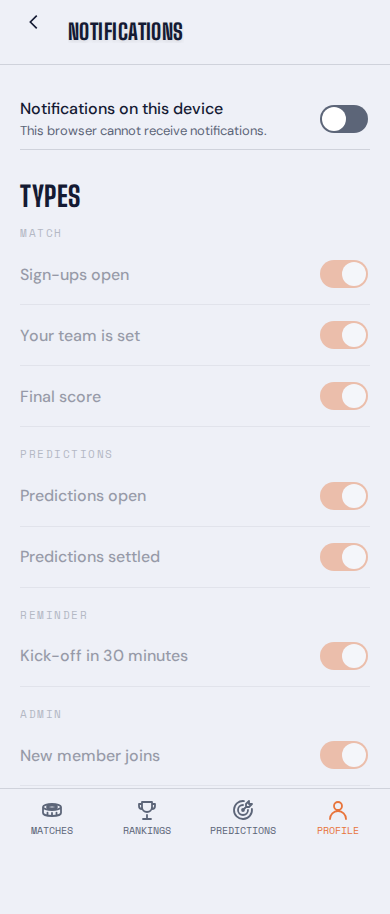 NOTIFICATIONS
Notifications on this device
This browser cannot receive notifications.
TYPES
MATCH
Sign-ups open
Your team is set
Final score
PREDICTIONS
Predictions open
Predictions settled
REMINDER
Kick-off in 30 minutes
ADMIN
New member joins
MATCHES RANKINGS PREDICTIONS PROFILE